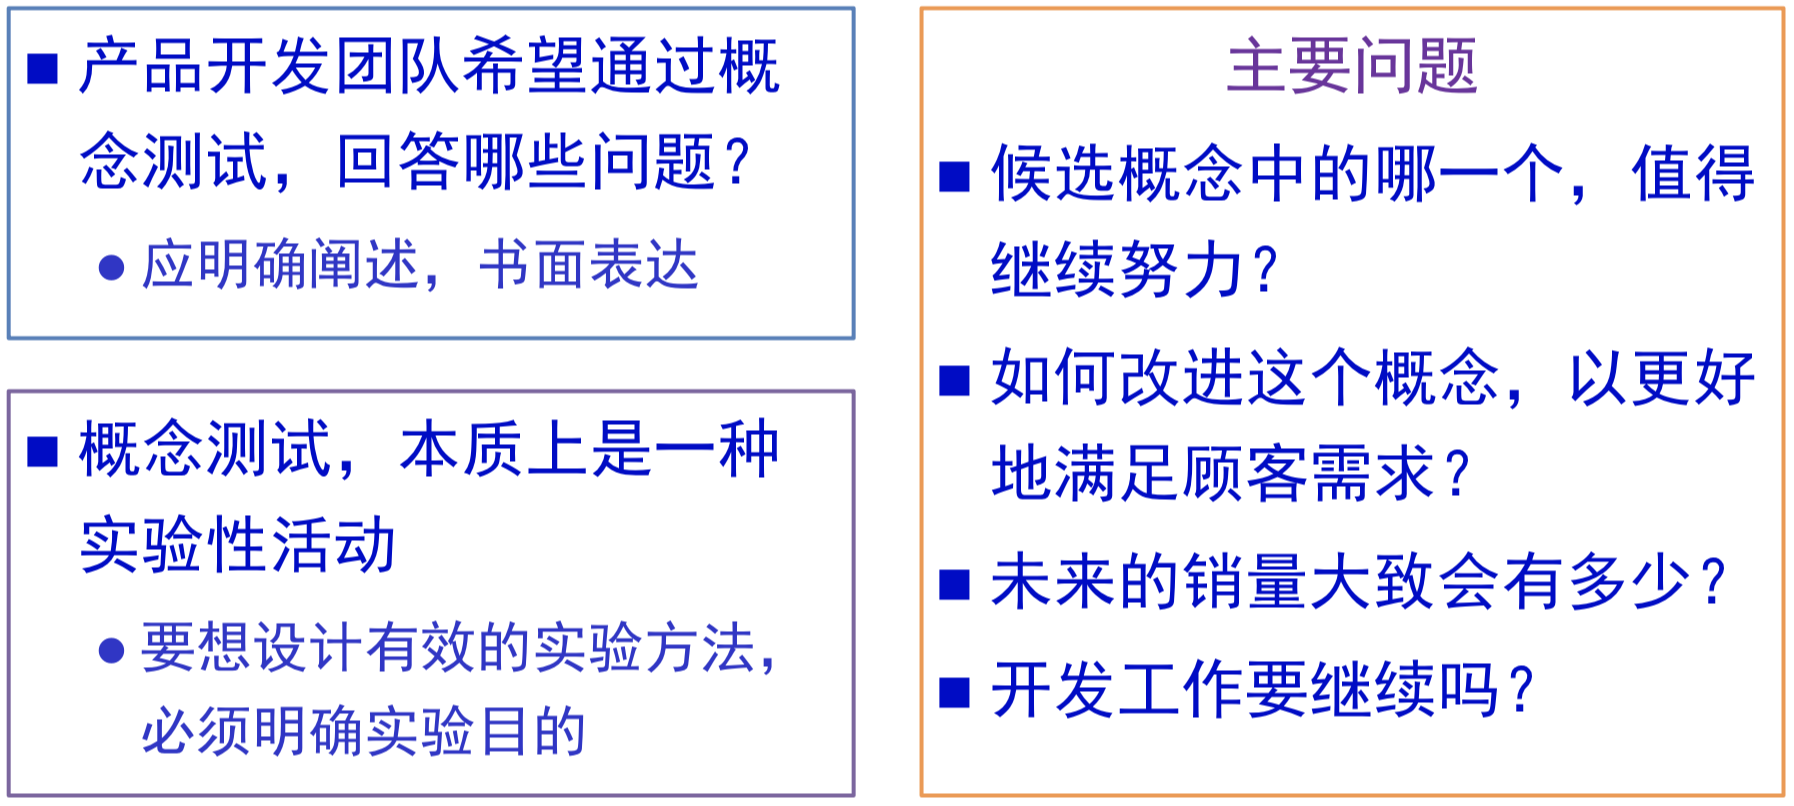 ■ 产品开发团队希望通过概
念测试，回答哪些问题？
● 应明确阐述，书面表达
■ 概念测试，本质上是一种
实验性活动
● 要想设计有效的实验方法，
必须明确实验目的
主要问题
■ 候选概念中的哪一个，值得
继续努力？
■ 如何改进这个概念，以更好
地满足顾客需求？
■ 未来的销量大致会有多少？
■ 开发工作要继续吗？